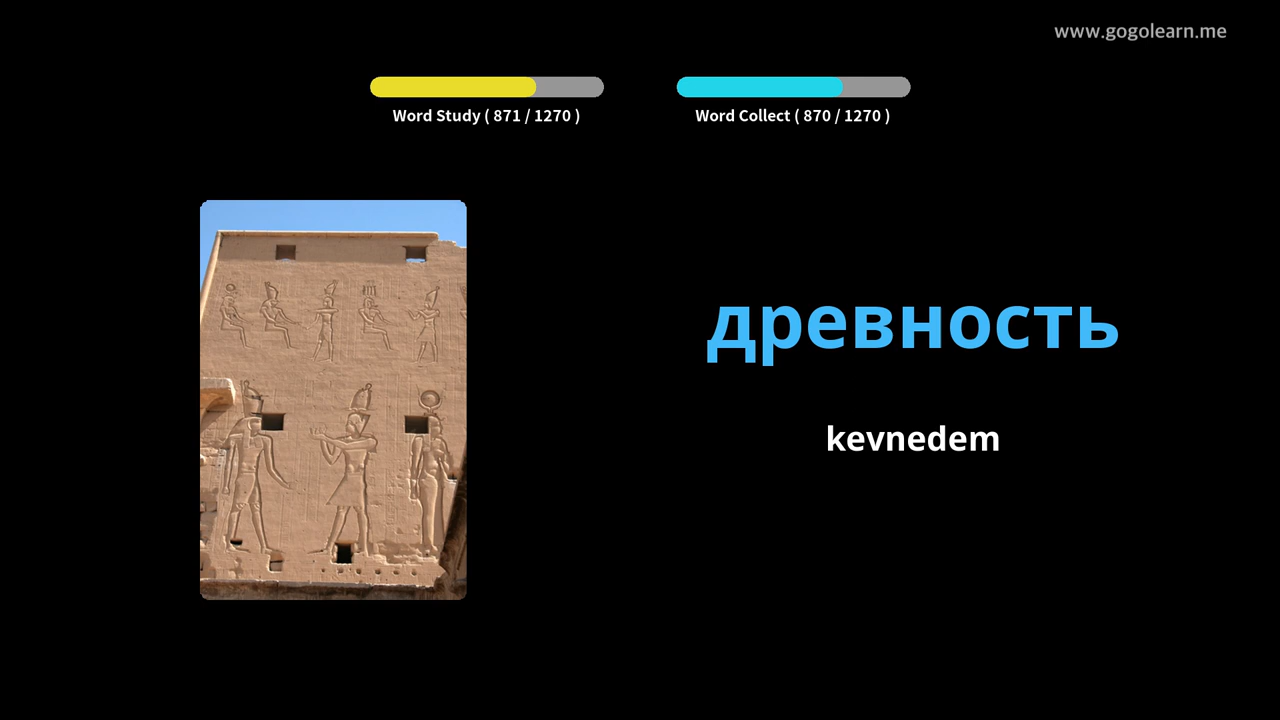 www.gogolearn.me
Word Study ( 871 / 1270 )
Word Collect ( 870 / 1270 )
древность
kevnedem